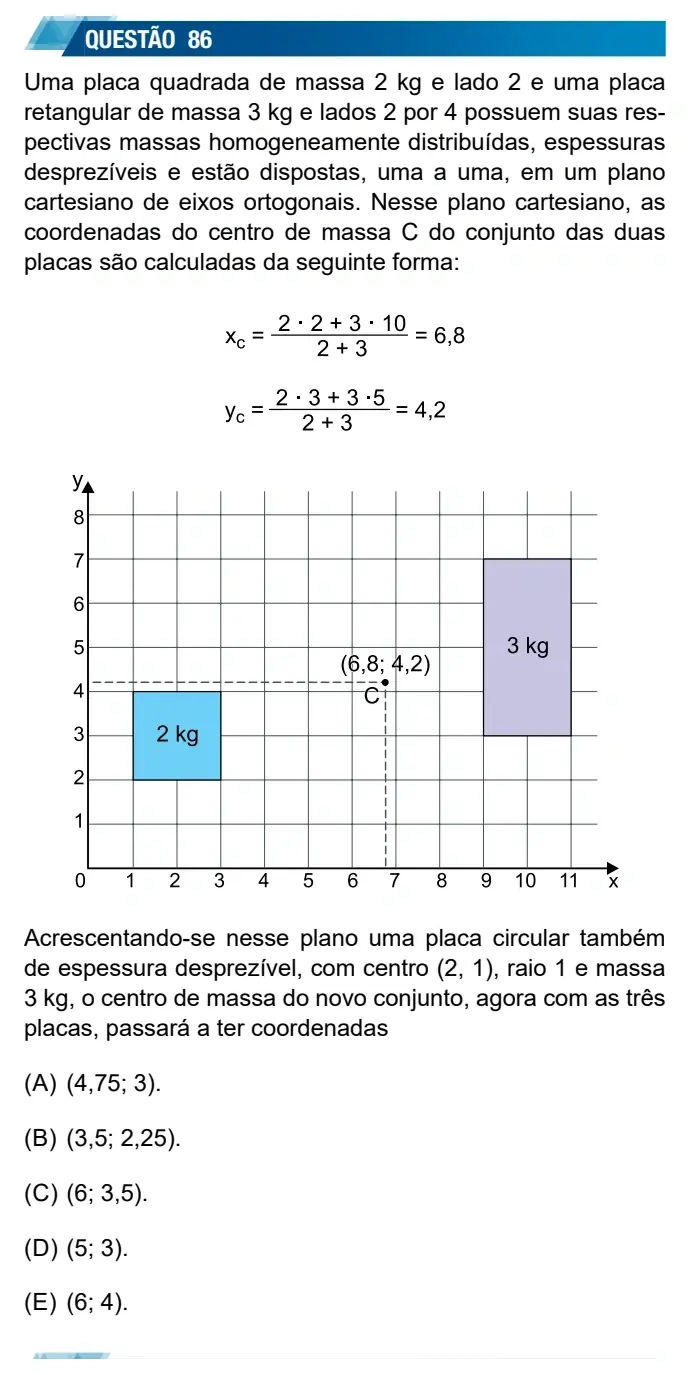 QUESTÃO 86
Uma placa quadrada de massa 2 kg e lado 2 e uma placa
retangular de massa 3 kg e lados 2 por 4 possuem suas res-
pectivas massas homogeneamente distribuídas, espessuras
desprezíveis e estão dispostas, uma a uma, em um plano
cartesiano de eixos ortogonais. Nesse plano cartesiano, as
coordenadas do centro de massa C do conjunto das duas
placas são calculadas da seguinte forma:
x_c = \frac{2 · 2 + 3 · 10}{2 + 3} = 6,8
y_c = \frac{2 · 3 + 3 ·5}{2 + 3} = 4,2
y
8
7
6
5
4
3
2
1
3 kg
(6,8; 4,2)
C
2 kg
0 1 2 3 4 5 6 7 8 9 10 11 x
Acrescentando-se nesse plano uma placa circular também
de espessura desprezível, com centro (2, 1), raio 1 e massa
3 kg, o centro de massa do novo conjunto, agora com as três
placas, passará a ter coordenadas
(A) (4,75; 3).
(B) (3,5; 2,25).
(C) (6; 3,5).
(D) (5; 3).
(E) (6; 4).